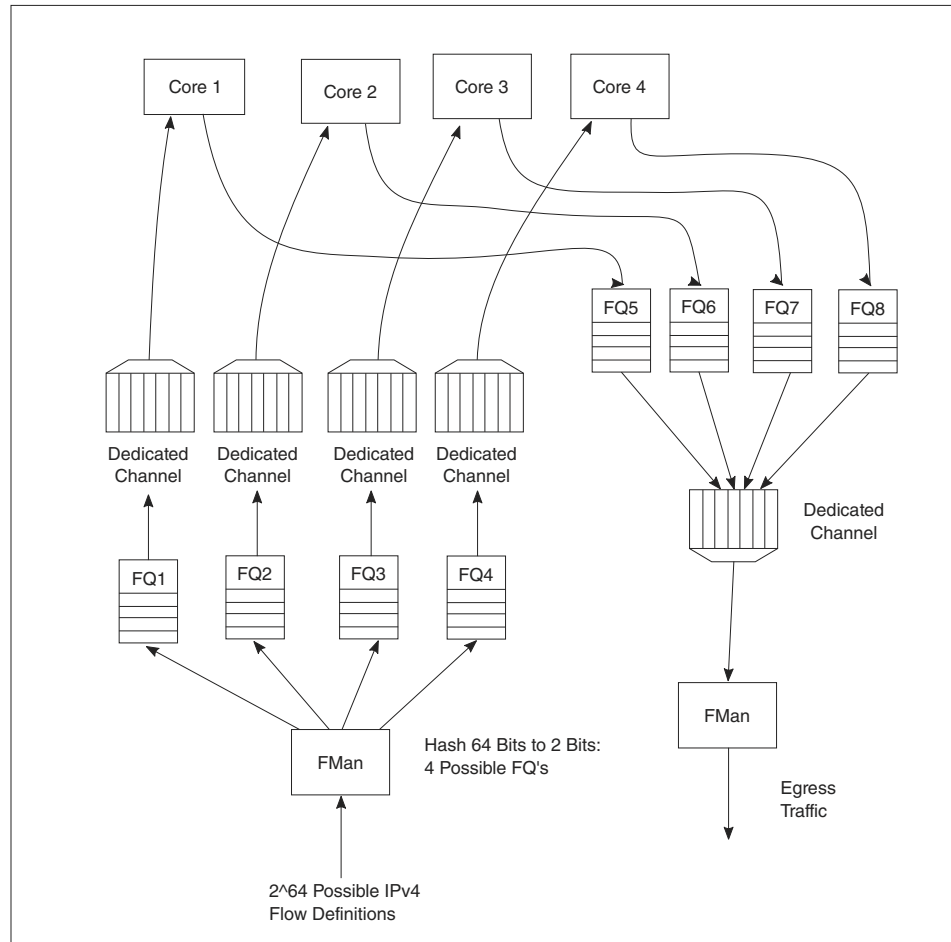 Core 1
Core 2
Core 3
Core 4
FQ5
FQ6
FQ7
FQ8
Dedicated
Channel
Dedicated
Channel
Dedicated
Channel
Dedicated
Channel
Dedicated
Channel
FQ1
FQ2
FQ3
FQ4
FMan
Hash 64 Bits to 2 Bits:
4 Possible FQ's
FMan
Egress
Traffic
2^64 Possible IPv4
Flow Definitions